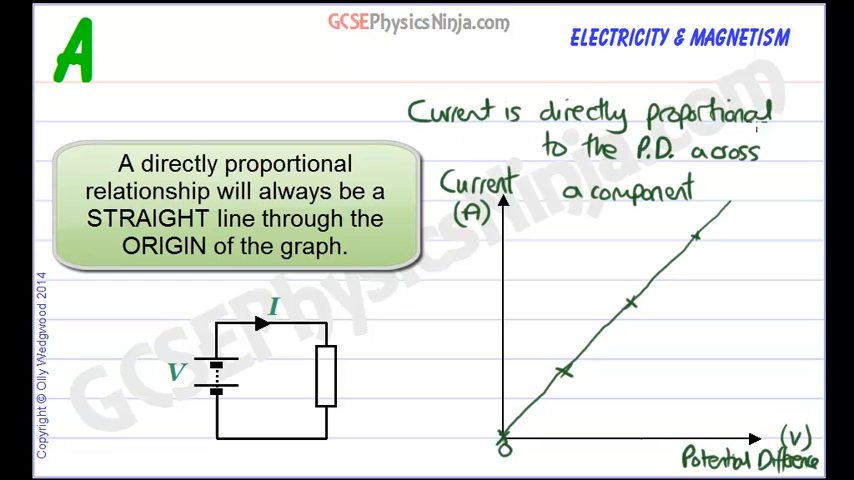 GCSEPhysicsNinja.com
A
ELECTRICITY & MAGNETISM
Current is directly proportional
to the P.D. across
a component
A directly proportional
relationship will always be a
STRAIGHT line through the
ORIGIN of the graph.
Current
(A)
I
V
O
(V)
Potential Difference
Copyright © Olly Wedgwood 2014
GCSEPhysicsNinja.com